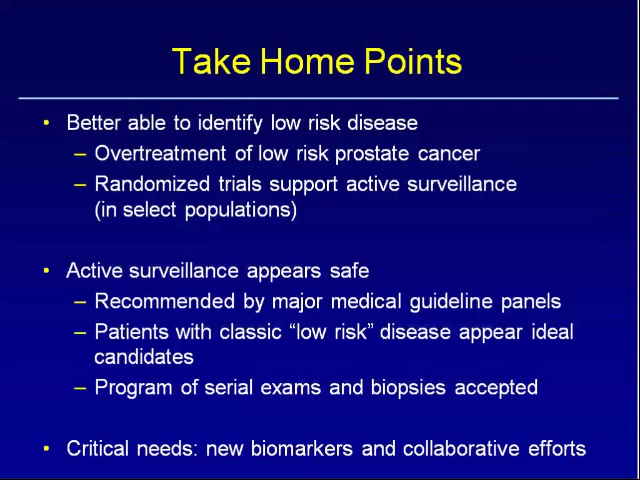 Take Home Points
• Better able to identify low risk disease
– Overtreatment of low risk prostate cancer
– Randomized trials support active surveillance
(in select populations)
• Active surveillance appears safe
– Recommended by major medical guideline panels
– Patients with classic “low risk” disease appear ideal
candidates
– Program of serial exams and biopsies accepted
• Critical needs: new biomarkers and collaborative efforts